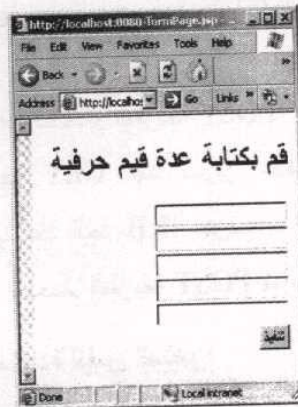 http://localhost:8080-FormPage.jsp - ...
File Edit View Favorites Tools Help
Back
Address http://localhos Go Links
قم بكتابة عدة قيم حرفية
تنفيذ
Done Local intranet